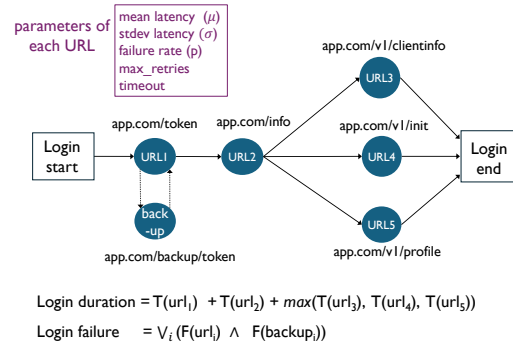 parameters of
each URL
mean latency (μ)
stdev latency (σ)
failure rate (p)
max_retries
timeout
app.com/v1/clientinfo
URL3
app.com/token
app.com/info
app.com/v1/init
Login
start
URL1
URL2
URL4
Login
end
back
-up
URL5
app.com/backup/token
app.com/v1/profile
Login duration = T(url₁) + T(url₂) + max(T(url₃), T(url₄), T(url₅))
Login failure = ∨ᵢ (F(urlᵢ) ∧ F(backupᵢ))